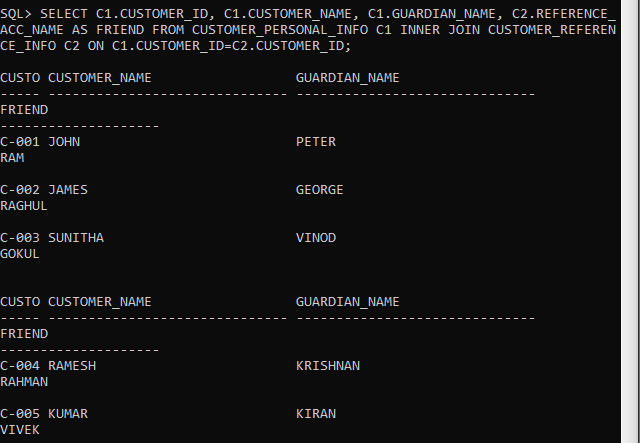 SQL> SELECT C1.CUSTOMER_ID, C1.CUSTOMER_NAME, C1.GUARDIAN_NAME, C2.REFERENCE_
ACC_NAME AS FRIEND FROM CUSTOMER_PERSONAL_INFO C1 INNER JOIN CUSTOMER_REFEREN
CE_INFO C2 ON C1.CUSTOMER_ID=C2.CUSTOMER_ID;

CUSTO CUSTOMER_NAME                  GUARDIAN_NAME
----- ------------------------------ ------------------------------
FRIEND
--------------------
C-001 JOHN                           PETER
RAM

C-002 JAMES                          GEORGE
RAGHUL

C-003 SUNITHA                        VINOD
GOKUL


CUSTO CUSTOMER_NAME                  GUARDIAN_NAME
----- ------------------------------ ------------------------------
FRIEND
--------------------
C-004 RAMESH                         KRISHNAN
RAHMAN

C-005 KUMAR                          KIRAN
VIVEK